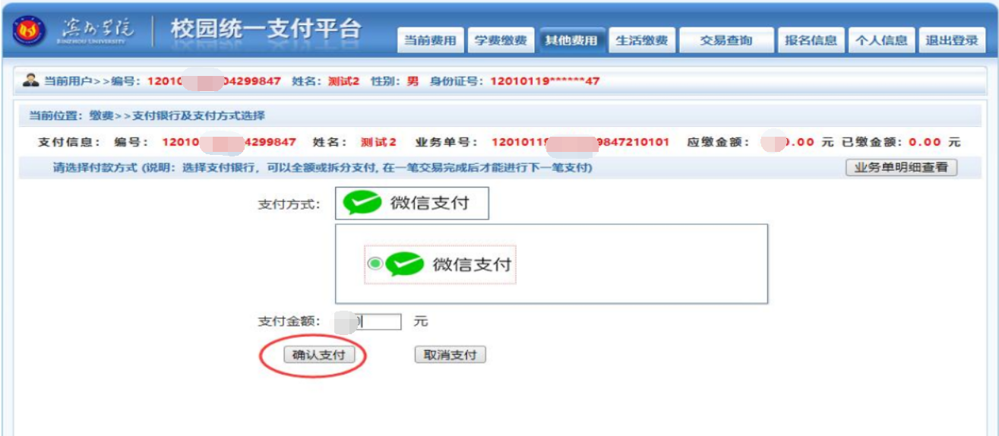 滨州学院 校园统一支付平台
BINZHOU UNIVERSITY
当前费用 学费缴费 其他费用 生活缴费 交易查询 报名信息 个人信息 退出登录
当前用户>>编号: 12010 04299847 姓名: 测试2 性别: 男 身份证号: 12010119******47
当前位置: 缴费>>支付银行及支付方式选择
支付信息: 编号: 12010 4299847 姓名: 测试2 业务单号: 1201011 9847210101 应缴金额: 0.00 元 已缴金额: 0.00 元
请选择付款方式 (说明: 选择支付银行, 可以全额或拆分支付, 在一笔交易完成后才能进行下一笔支付) 业务单明细查看
支付方式: 微信支付
微信支付
支付金额: 元
确认支付 取消支付